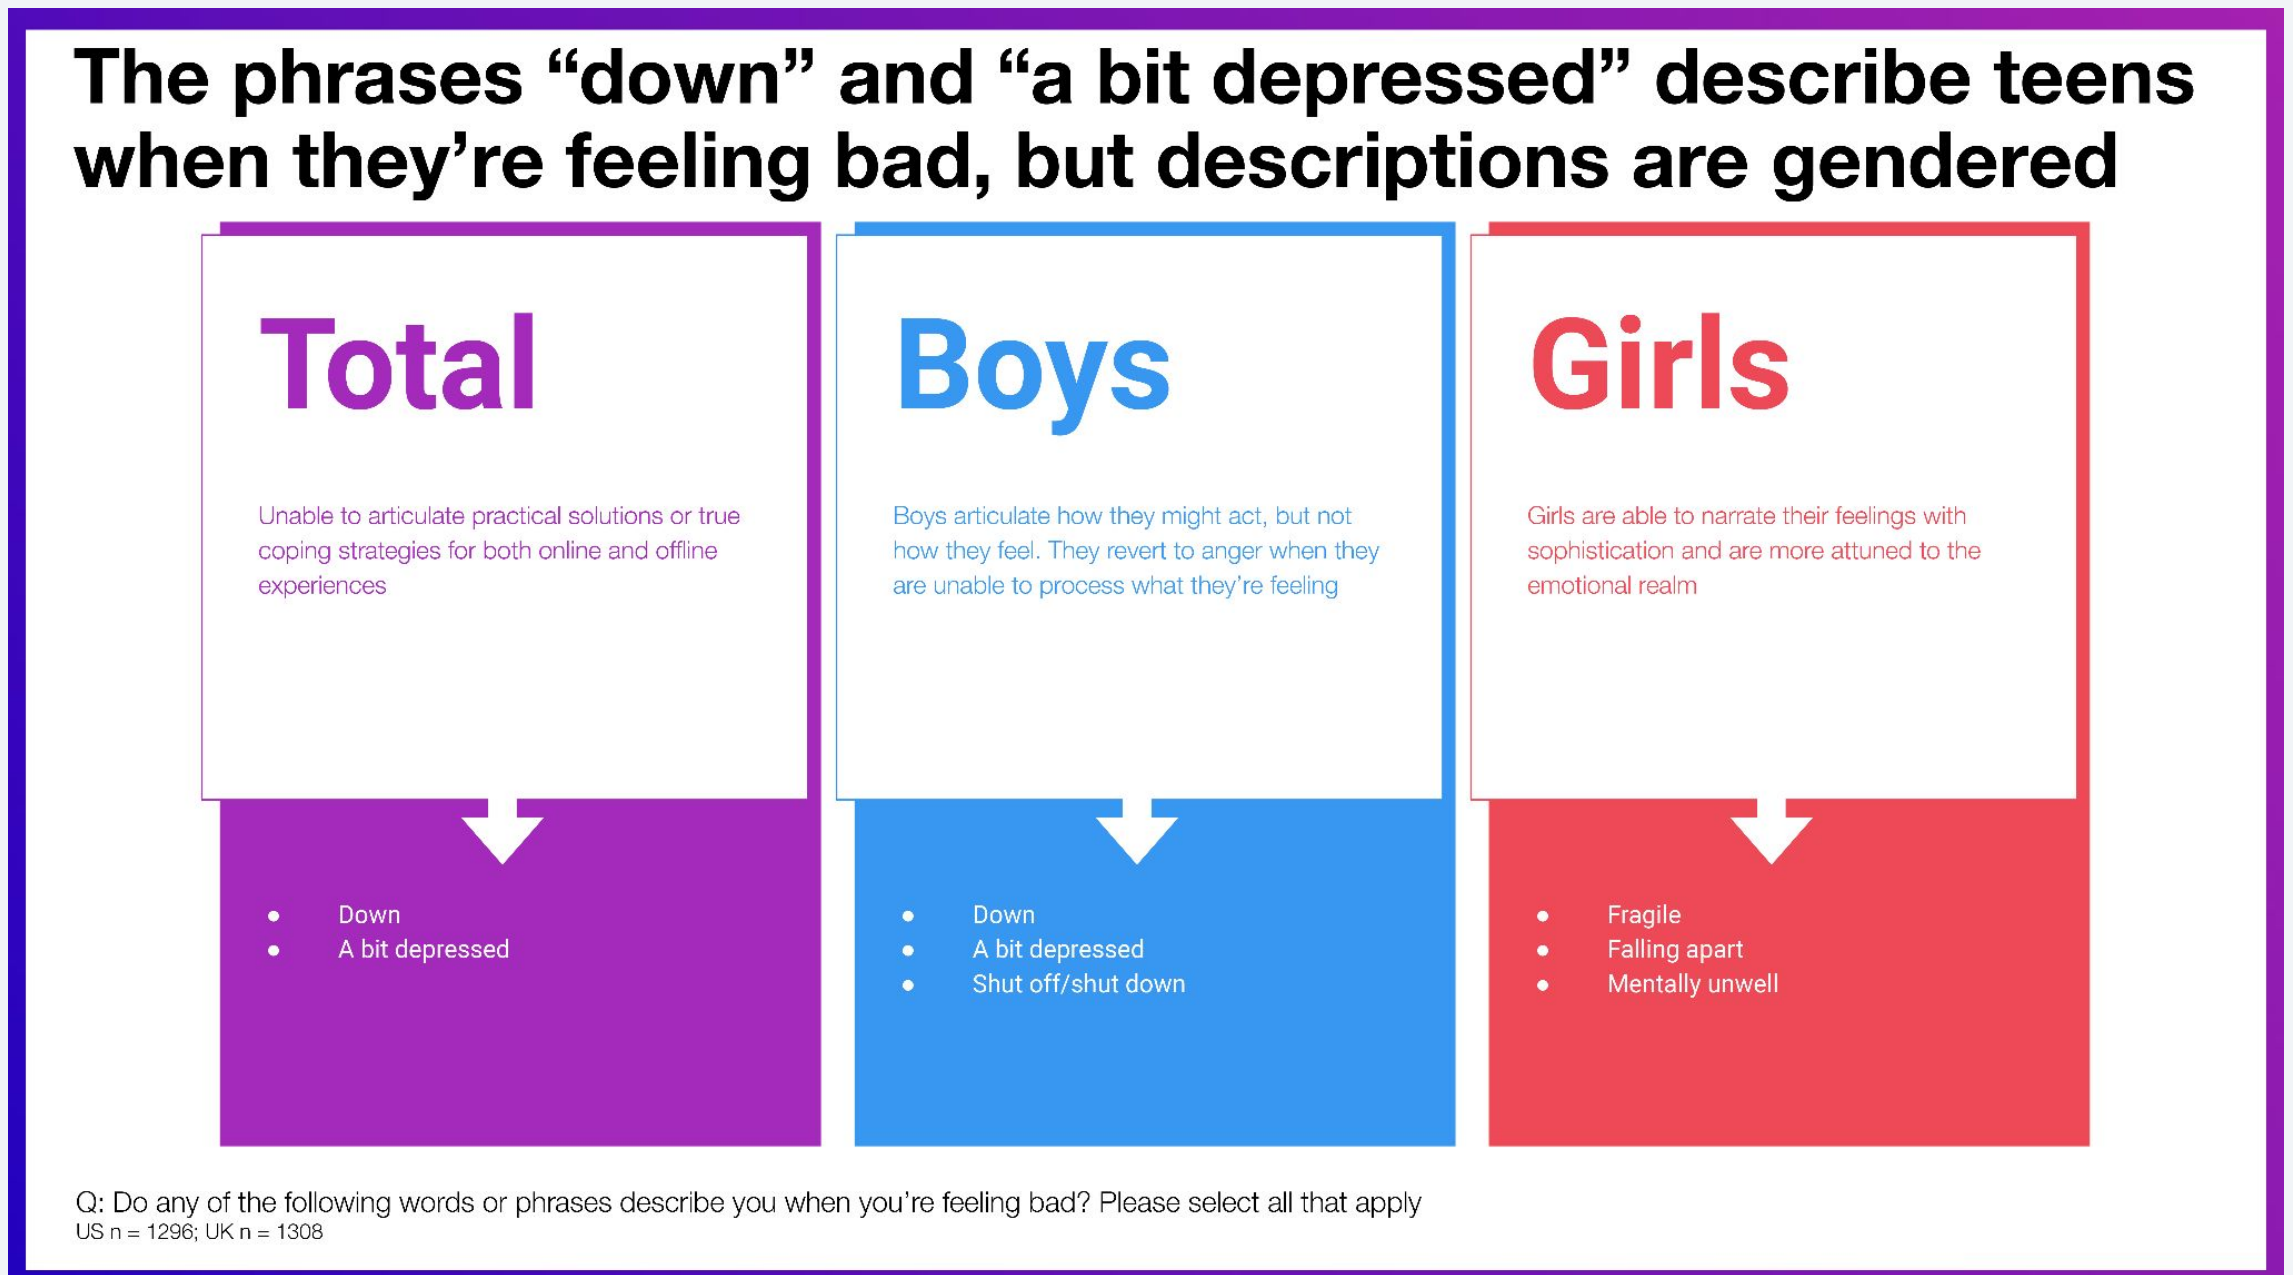 The phrases “down” and “a bit depressed” describe teens
when they’re feeling bad, but descriptions are gendered
Total
Unable to articulate practical solutions or true
coping strategies for both online and offline
experiences
• Down
• A bit depressed
Boys
Boys articulate how they might act, but not
how they feel. They revert to anger when they
are unable to process what they’re feeling
• Down
• A bit depressed
• Shut off/shut down
Girls
Girls are able to narrate their feelings with
sophistication and are more attuned to the
emotional realm
• Fragile
• Falling apart
• Mentally unwell
Q: Do any of the following words or phrases describe you when you’re feeling bad? Please select all that apply
US n = 1296; UK n = 1308